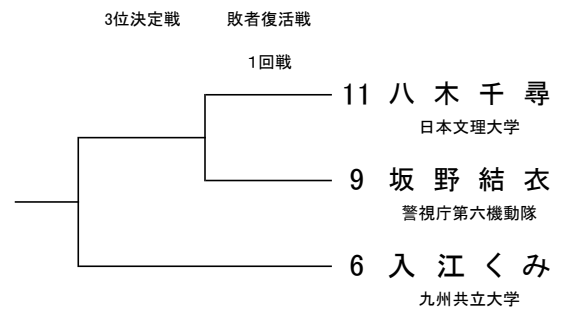 3位決定戦 敗者復活戦
1回戦
11 八木千尋
日本文理大学
9 坂野結衣
警視庁第六機動隊
6 入江くみ
九州共立大学